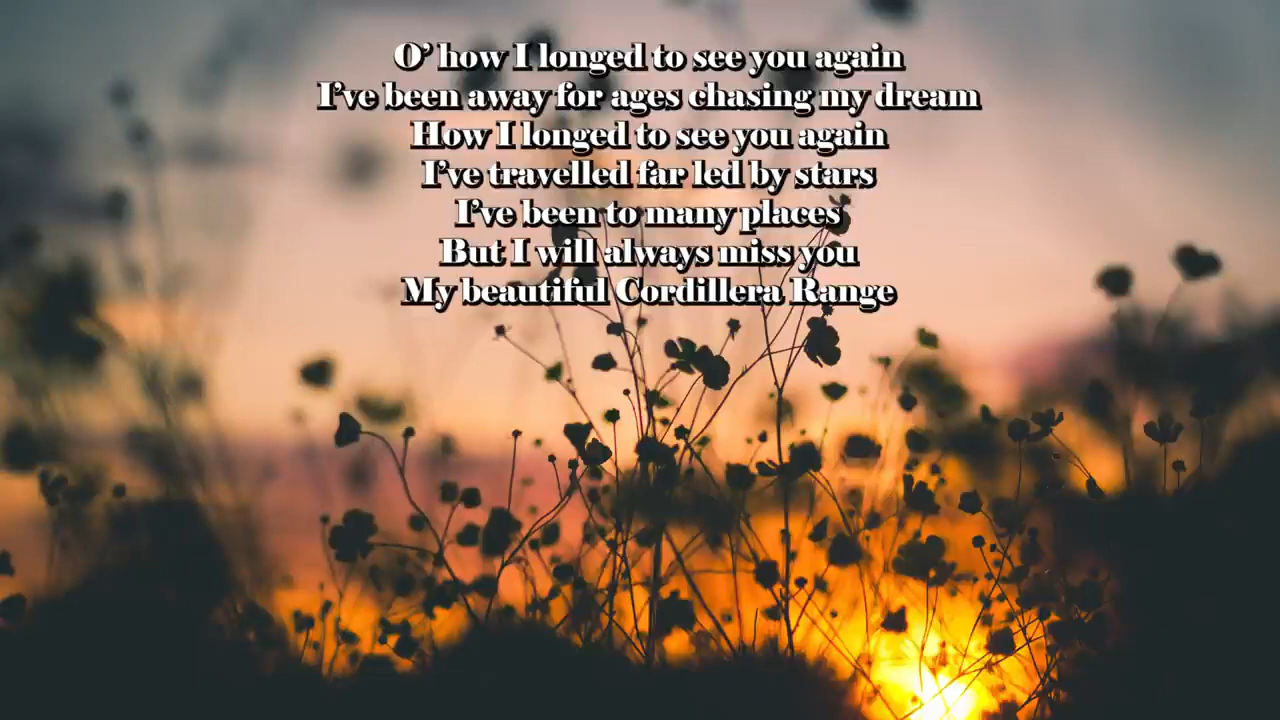 O’ how I longed to see you again
I’ve been away for ages chasing my dream
How I longed to see you again
I’ve travelled far led by stars
I’ve been to many places
But I will always miss you
My beautiful Cordillera Range